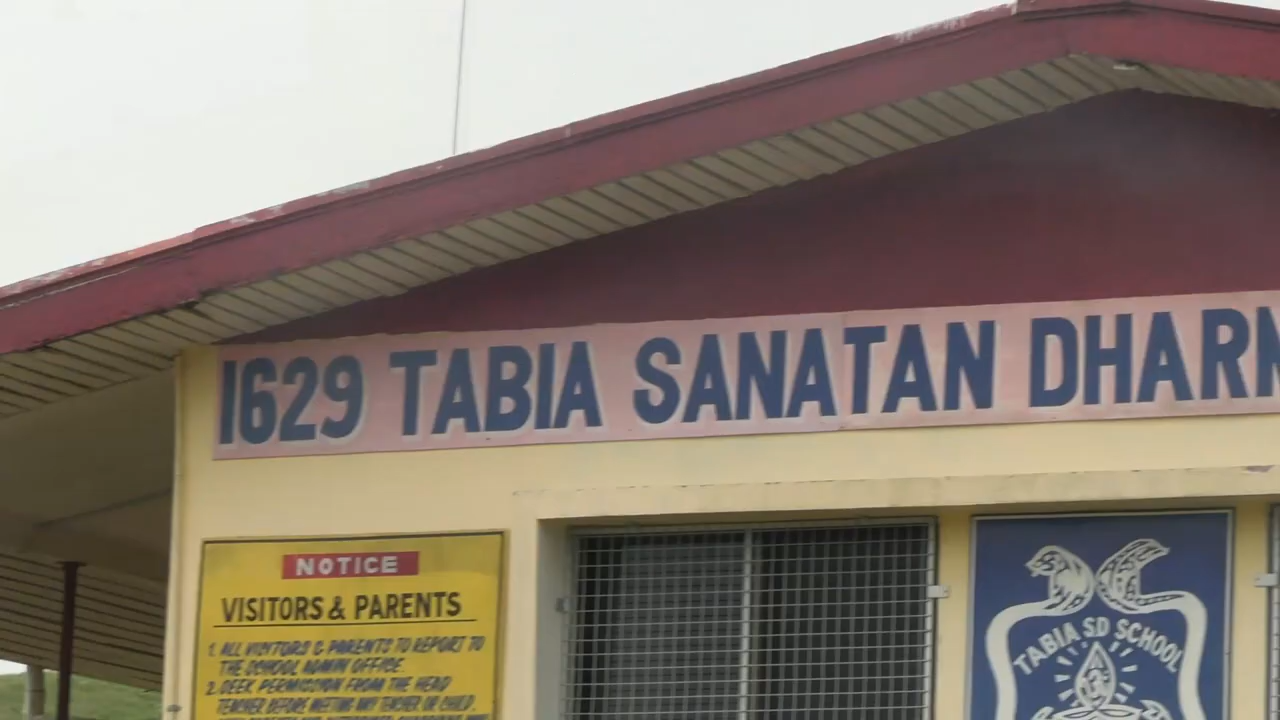 1629 TABIA SANATAN DHARM
NOTICE
VISITORS & PARENTS
1. ALL VISITORS & PARENTS TO REPORT TO
THE SCHOOL ADMIN OFFICE
2. SEEK PERMISSION FROM THE HEAD
TEACHER BEFORE MEETING ANY TEACHER OR CHILD.
TABIA SD SCHOOL